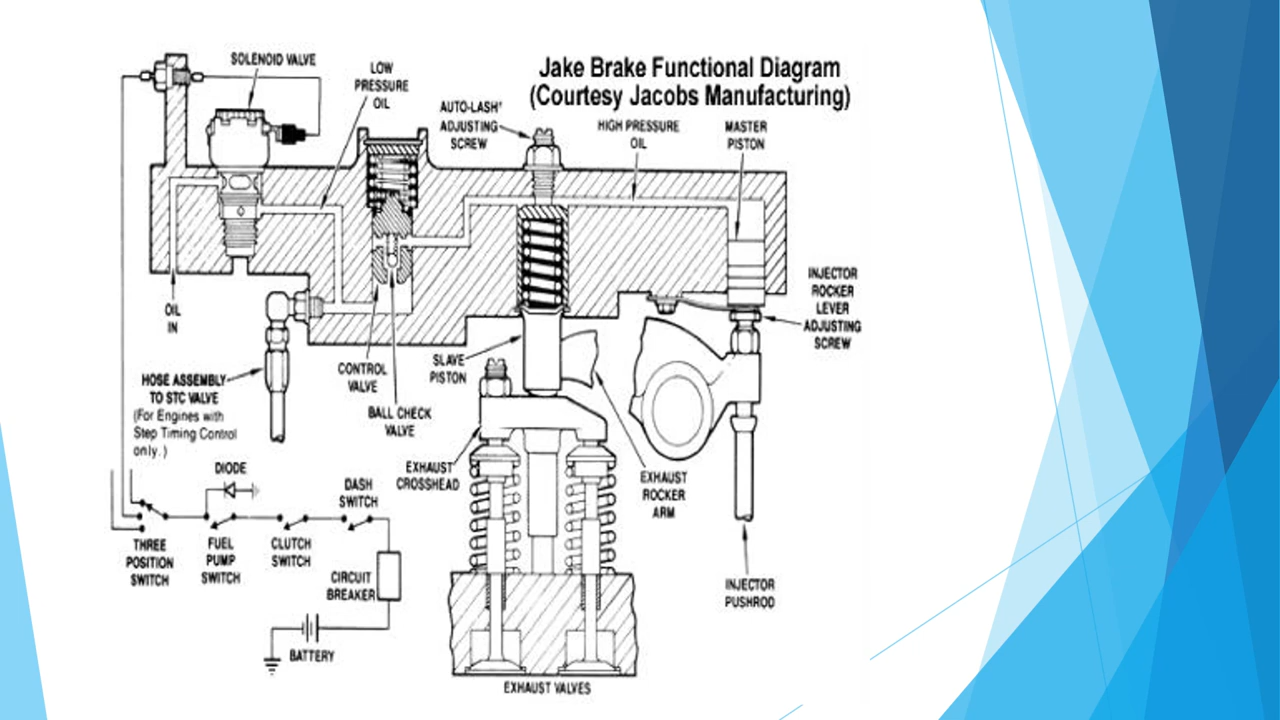 Jake Brake Functional Diagram
(Courtesy Jacobs Manufacturing)
SOLENOID VALVE
LOW
PRESSURE
OIL
AUTO-LASH'
ADJUSTING
SCREW
HIGH PRESSURE
OIL
MASTER
PISTON
INJECTOR
ROCKER
LEVER
ADJUSTING
SCREW
OIL
IN
HOSE ASSEMBLY
TO STC VALVE
(For Engines with
Step Timing Control
only.)
CONTROL
VALVE
BALL CHECK
VALVE
SLAVE
PISTON
EXHAUST
CROSSHEAD
EXHAUST
ROCKER
ARM
DIODE
DASH
SWITCH
THREE
POSITION
SWITCH
FUEL
PUMP
SWITCH
CLUTCH
SWITCH
CIRCUIT
BREAKER
BATTERY
INJECTOR
PUSHROD
EXHAUST VALVES